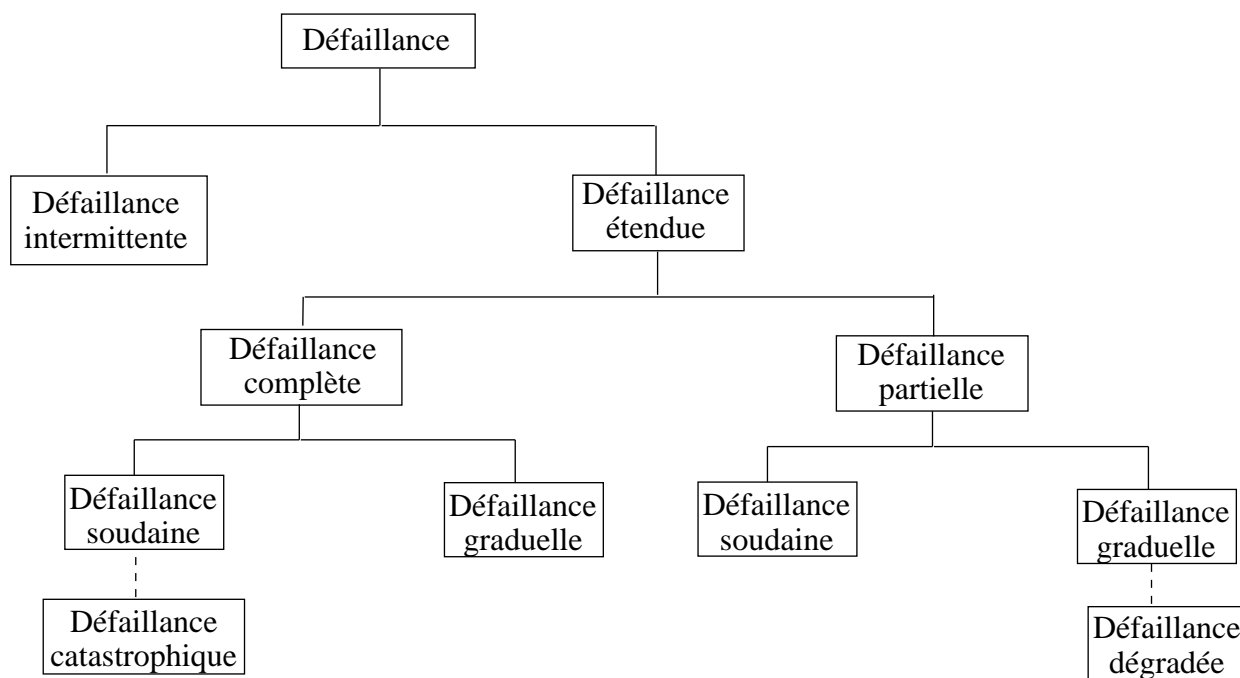 Défaillance
Défaillance
intermittente
Défaillance
étendue
Défaillance
complète
Défaillance
partielle
Défaillance
soudaine
Défaillance
graduelle
Défaillance
soudaine
Défaillance
graduelle
Défaillance
catastrophique
Défaillance
dégradée